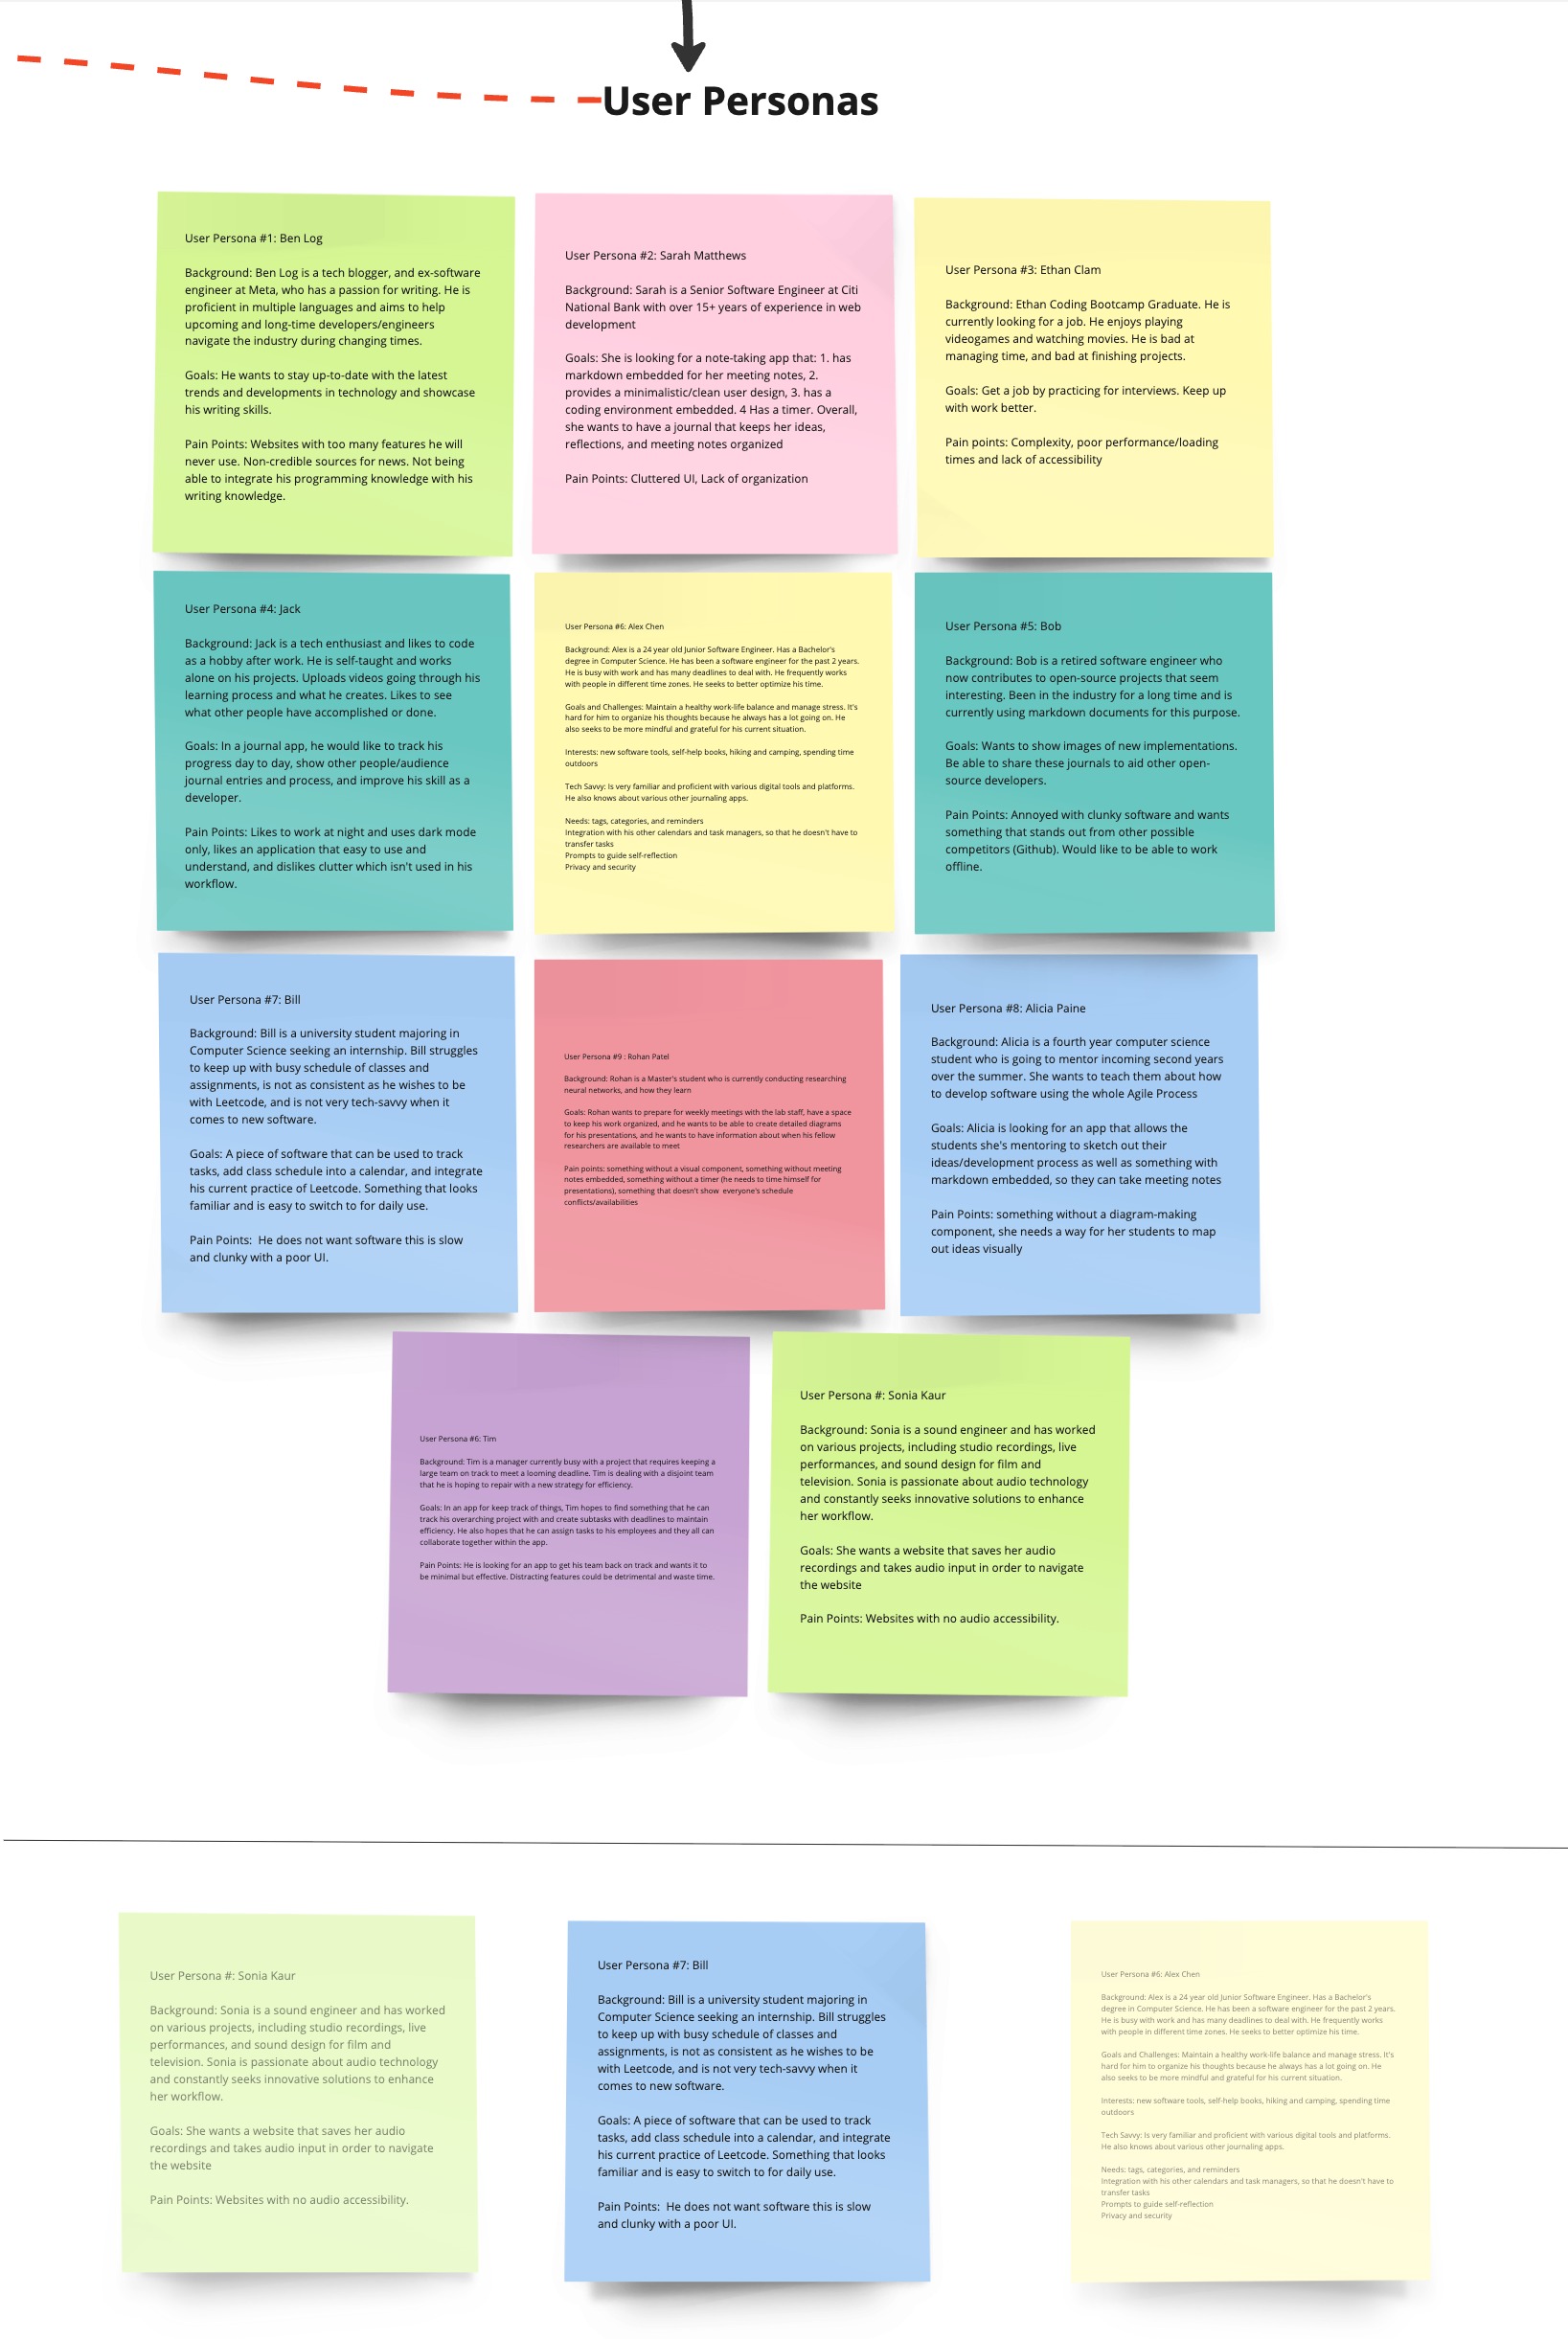 User Personas
User Persona #1: Ben Log
Background: Ben Log is a tech blogger, and ex-software
engineer at Meta, who has a passion for writing. He is
proficient in multiple languages and aims to help
upcoming and long-time developers/engineers
navigate the industry during changing times.
Goals: He wants to stay up-to-date with the latest
trends and developments in technology and showcase
his writing skills.
Pain Points: Websites with too many features he will
never use. Non-credible sources for news. Not being
able to integrate his programming knowledge with his
writing knowledge.
User Persona #2: Sarah Matthews
Background: Sarah is a Senior Software Engineer at Citi
National Bank with over 15+ years of experience in web
development
Goals: She is looking for a note-taking app that: 1. has
markdown embedded for her meeting notes, 2.
provides a minimalistic/clean user design, 3. has a
coding environment embedded. 4 Has a timer. Overall,
she wants to have a journal that keeps her ideas,
reflections, and meeting notes organized
Pain Points: Cluttered UI, Lack of organization
User Persona #3: Ethan Clam
Background: Ethan Coding Bootcamp Graduate. He is
currently looking for a job. He enjoys playing
videogames and watching movies. He is bad at
managing time, and bad at finishing projects.
Goals: Get a job by practicing for interviews. Keep up
with work better.
Pain points: Complexity, poor performance/loading
times and lack of accessibility
User Persona #4: Jack
Background: Jack is a tech enthusiast and likes to code
as a hobby after work. He is self-taught and works
alone on his projects. Uploads videos going through his
learning process and what he creates. Likes to see
what other people have accomplished or done.
Goals: In a journal app, he would like to track his
progress day to day, show other people/audience
journal entries and process, and improve his skill as a
developer.
Pain Points: Likes to work at night and uses dark mode
only, likes an application that easy to use and
understand, and dislikes clutter which isn't used in his
workflow.
User Persona #6: Alex Chen
Background: Alex is a 24 year old Junior Software Engineer. Has a Bachelor's
degree in Computer Science. He has been a software engineer for the past 2 years.
He is busy with work and has many deadlines to deal with. He frequently works
with people in different time zones. He seeks to better optimize his time.
Goals and Challenges: Maintain a healthy work-life balance and manage stress. It's
hard for him to organize his thoughts because he always has a lot going on. He
also seeks to be more mindful and grateful for his current situation.
Interests: new software tools, self-help books, hiking and camping, spending time
outdoors
Tech Savvy: Is very familiar and proficient with various digital tools and platforms.
He also knows about various other journaling apps.
Needs: tags, categories, and reminders
Integration with his other calendars and task managers, so that he doesn't have to
transfer tasks
Prompts to guide self-reflection
Privacy and security
User Persona #5: Bob
Background: Bob is a retired software engineer who
now contributes to open-source projects that seem
interesting. Been in the industry for a long time and is
currently using markdown documents for this purpose.
Goals: Wants to show images of new implementations.
Be able to share these journals to aid other open-
source developers.
Pain Points: Annoyed with clunky software and wants
something that stands out from other possible
competitors (Github). Would like to be able to work
offline.
User Persona #7: Bill
Background: Bill is a university student majoring in
Computer Science seeking an internship. Bill struggles
to keep up with busy schedule of classes and
assignments, is not as consistent as he wishes to be
with Leetcode, and is not very tech-savvy when it
comes to new software.
Goals: A piece of software that can be used to track
tasks, add class schedule into a calendar, and integrate
his current practice of Leetcode. Something that looks
familiar and is easy to switch to for daily use.
Pain Points:  He does not want software this is slow
and clunky with a poor UI.
User Persona #9 : Rohan Patel
Background: Rohan is a Master's student who is currently conducting researching
neural networks, and how they learn
Goals: Rohan wants to prepare for weekly meetings with the lab staff, have a space
to keep his work organized, and he wants to be able to create detailed diagrams
for his presentations, and he wants to have information about when his fellow
researchers are available to meet
Pain points: something without a visual component, something without meeting
notes embedded, something without a timer (he needs to time himself for
presentations), something that doesn't show  everyone's schedule
conflicts/availabilities
User Persona #8: Alicia Paine
Background: Alicia is a fourth year computer science
student who is going to mentor incoming second years
over the summer. She wants to teach them about how
to develop software using the whole Agile Process
Goals: Alicia is looking for an app that allows the
students she's mentoring to sketch out their
ideas/development process as well as something with
markdown embedded, so they can take meeting notes
Pain Points: something without a diagram-making
component, she needs a way for her students to map
out ideas visually
User Persona #6: Tim
Background: Tim is a manager currently busy with a project that requires keeping a
large team on track to meet a looming deadline. Tim is dealing with a disjoint team
that he is hoping to repair with a new strategy for efficiency.
Goals: In an app for keep track of things, Tim hopes to find something that he can
track his overarching project with and create subtasks with deadlines to maintain
efficiency. He also hopes that he can assign tasks to his employees and they all can
collaborate together within the app.
Pain Points: He is looking for an app to get his team back on track and wants it to
be minimal but effective. Distracting features could be detrimental and waste time.
User Persona #: Sonia Kaur
Background: Sonia is a sound engineer and has worked
on various projects, including studio recordings, live
performances, and sound design for film and
television. Sonia is passionate about audio technology
and constantly seeks innovative solutions to enhance
her workflow.
Goals: She wants a website that saves her audio
recordings and takes audio input in order to navigate
the website
Pain Points: Websites with no audio accessibility.
User Persona #: Sonia Kaur
Background: Sonia is a sound engineer and has worked
on various projects, including studio recordings, live
performances, and sound design for film and
television. Sonia is passionate about audio technology
and constantly seeks innovative solutions to enhance
her workflow.
Goals: She wants a website that saves her audio
recordings and takes audio input in order to navigate
the website
Pain Points: Websites with no audio accessibility.
User Persona #7: Bill
Background: Bill is a university student majoring in
Computer Science seeking an internship. Bill struggles
to keep up with busy schedule of classes and
assignments, is not as consistent as he wishes to be
with Leetcode, and is not very tech-savvy when it
comes to new software.
Goals: A piece of software that can be used to track
tasks, add class schedule into a calendar, and integrate
his current practice of Leetcode. Something that looks
familiar and is easy to switch to for daily use.
Pain Points:  He does not want software this is slow
and clunky with a poor UI.
User Persona #6: Alex Chen
Background: Alex is a 24 year old Junior Software Engineer. Has a Bachelor's
degree in Computer Science. He has been a software engineer for the past 2 years.
He is busy with work and has many deadlines to deal with. He frequently works
with people in different time zones. He seeks to better optimize his time.
Goals and Challenges: Maintain a healthy work-life balance and manage stress. It's
hard for him to organize his thoughts because he always has a lot going on. He
also seeks to be more mindful and grateful for his current situation.
Interests: new software tools, self-help books, hiking and camping, spending time
outdoors
Tech Savvy: Is very familiar and proficient with various digital tools and platforms.
He also knows about various other journaling apps.
Needs: tags, categories, and reminders
Integration with his other calendars and task managers, so that he doesn't have to
transfer tasks
Prompts to guide self-reflection
Privacy and security